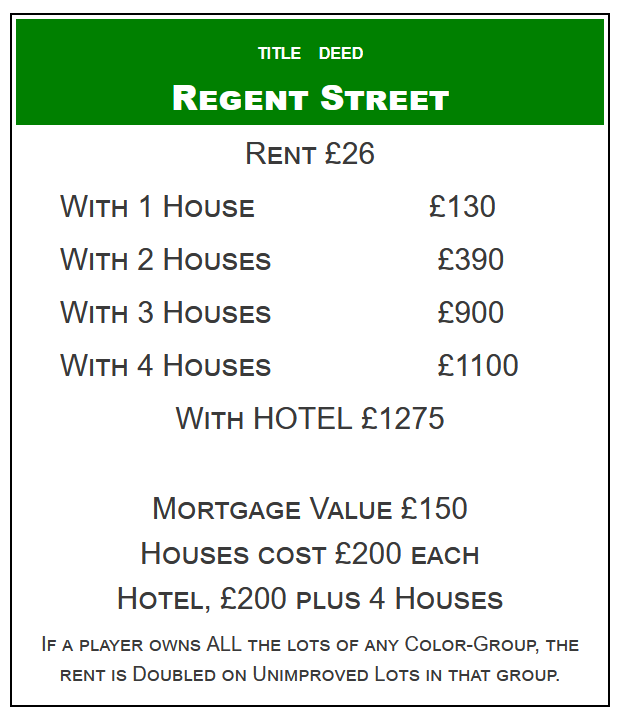 TITLE DEED
REGENT STREET
RENT £26
WITH 1 HOUSE £130
WITH 2 HOUSES £390
WITH 3 HOUSES £900
WITH 4 HOUSES £1100
WITH HOTEL £1275
MORTGAGE VALUE £150
HOUSES COST £200 EACH
HOTEL, £200 PLUS 4 HOUSES
IF A PLAYER OWNS ALL THE LOTS OF ANY COLOR-GROUP, THE
RENT IS DOUBLED ON UNIMPROVED LOTS IN THAT GROUP.